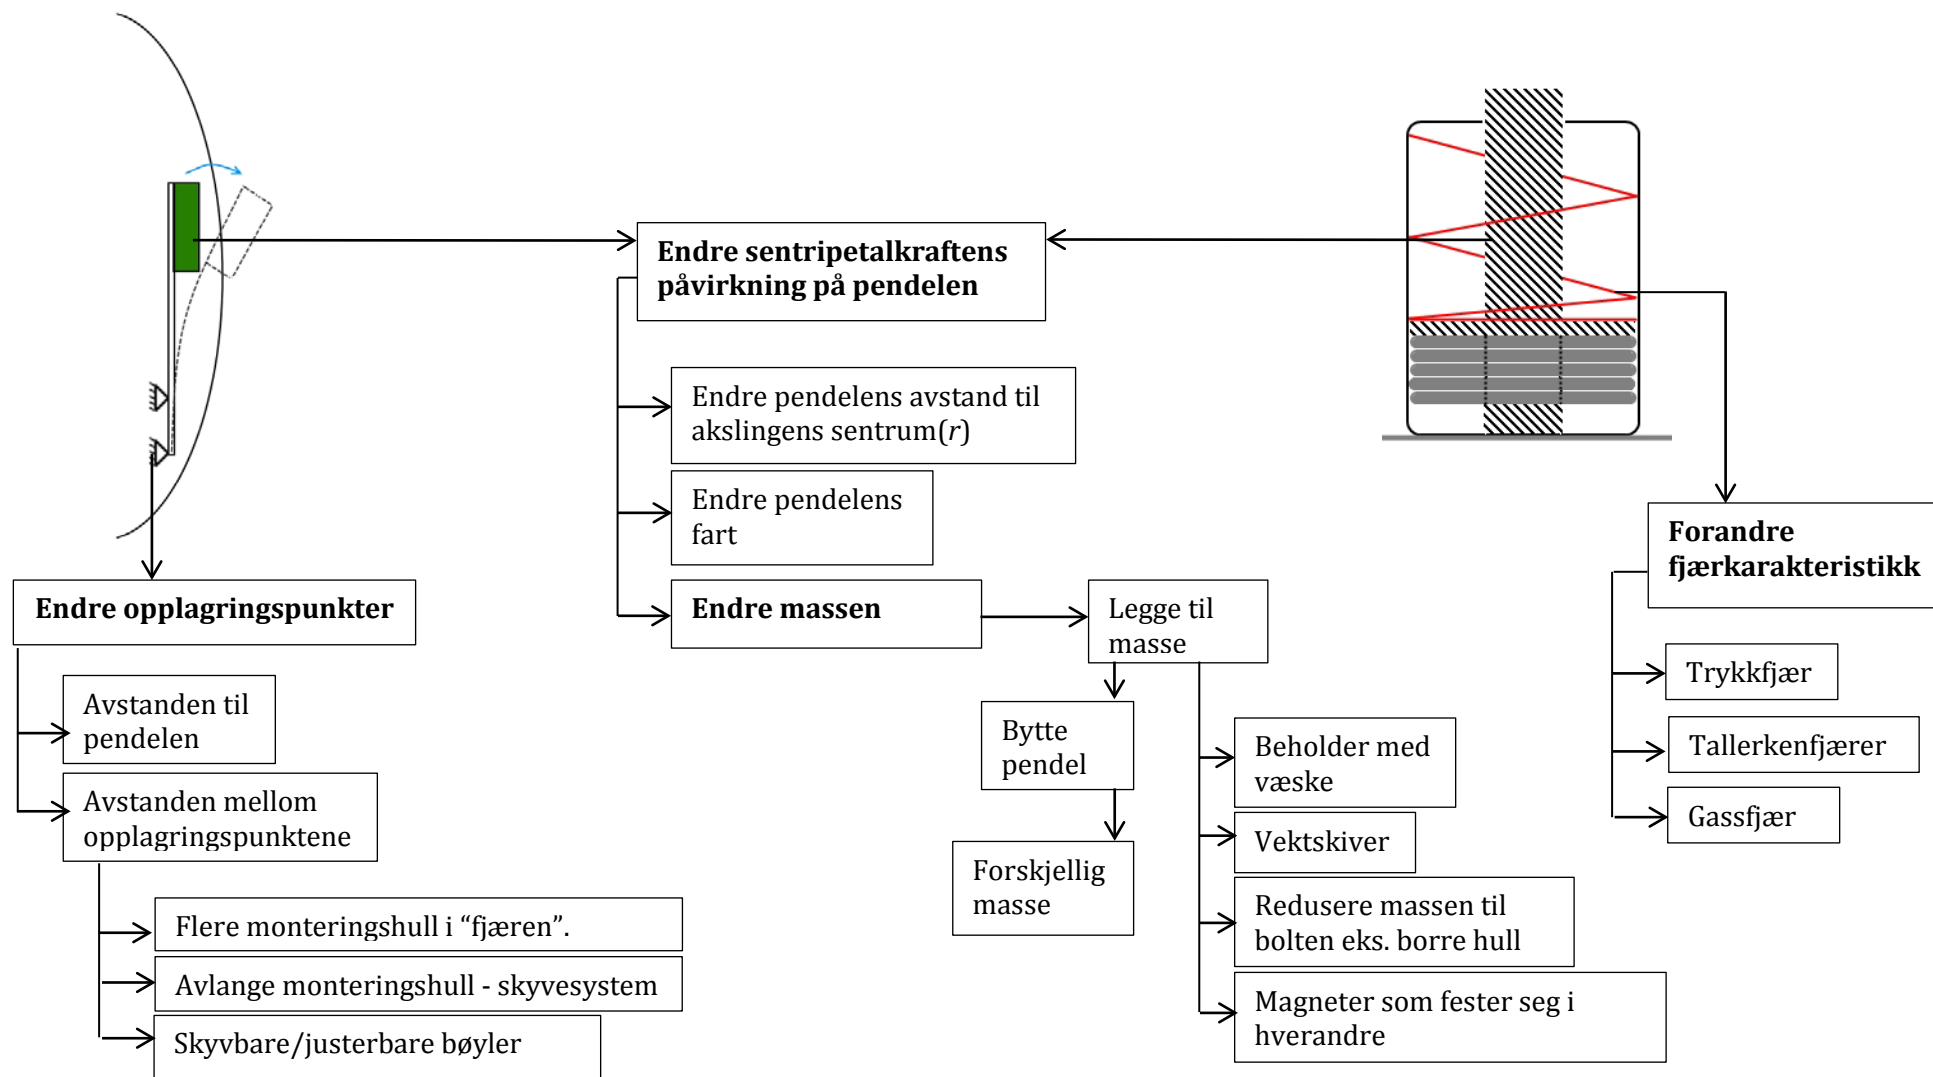 Endre sentripetalkraftens
påvirkning på pendelen
Endre pendelens avstand til
akslingens sentrum(r)
Endre pendelens
fart
Endre massen
Legge til
masse
Bytte
pendel
Forskjellig
masse
Beholder med
væske
Vektskiver
Redusere massen til
bolten eks. borre hull
Magneter som fester seg i
hverandre
Endre opplagringspunkter
Avstanden til
pendelen
Avstanden mellom
opplagringspunktene
Flere monteringshull i “fjæren”.
Avlange monteringshull - skyvesystem
Skyvbare/justerbare bøyler
Forandre
fjærkarakteristikk
Trykkfjær
Tallerkenfjærer
Gassfjær